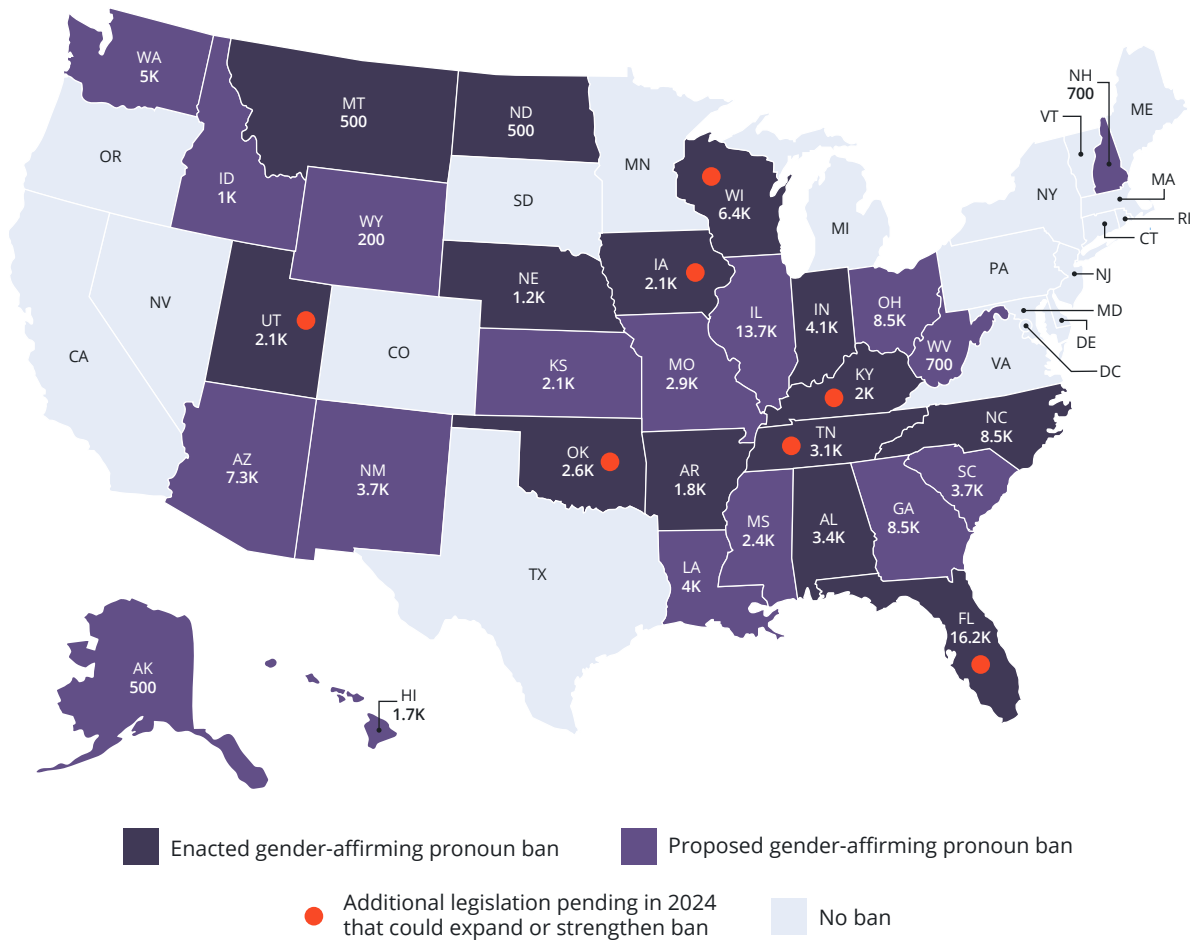 WA
5K
MT
500
ND
500
MN
NH
700
VT
ME
OR
ID
1K
WY
200
SD
WI
6.4K
MI
NY
MA
RI
CT
NV
UT
2.1K
NE
1.2K
IA
2.1K
IL
13.7K
IN
4.1K
OH
8.5K
PA
NJ
MD
DE
DC
CA
CO
KS
2.1K
MO
2.9K
KY
2K
WV
700
VA
AZ
7.3K
NM
3.7K
OK
2.6K
AR
1.8K
TN
3.1K
NC
8.5K
SC
3.7K
MS
2.4K
AL
3.4K
GA
8.5K
TX
LA
4K
FL
16.2K
AK
500
HI
1.7K
Enacted gender-affirming pronoun ban
Proposed gender-affirming pronoun ban
Additional legislation pending in 2024
that could expand or strengthen ban
No ban